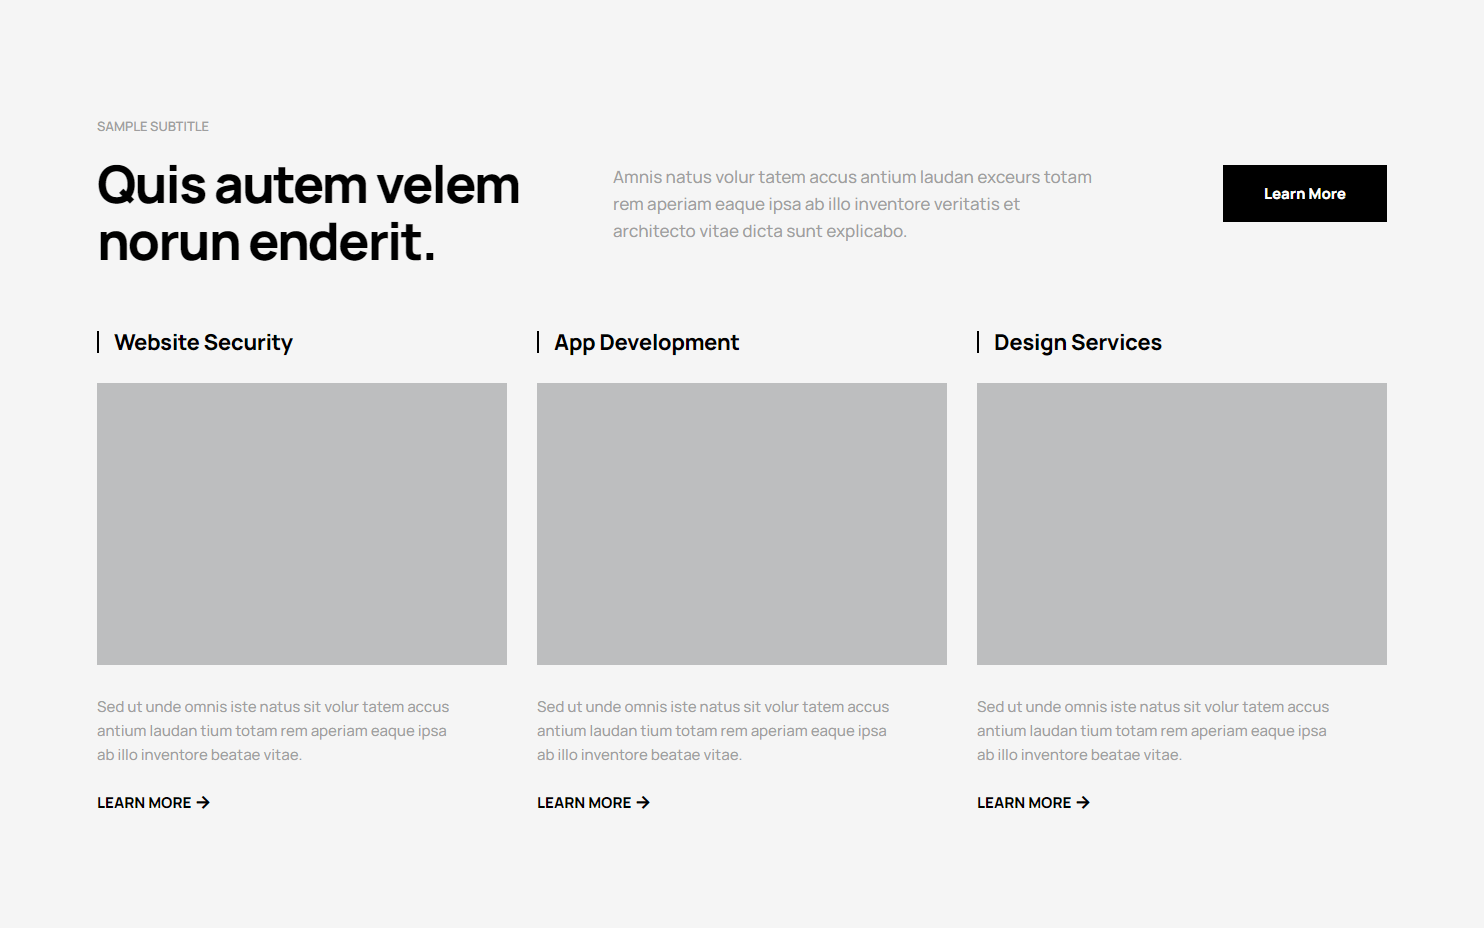 SAMPLE SUBTITLE
Quis autem velem
norun enderit.
Amnis natus volur tatem accus antium laudan exceurs totam
rem aperiam eaque ipsa ab illo inventore veritatis et
architecto vitae dicta sunt explicabo.
Learn More
Website Security
Sed ut unde omnis iste natus sit volur tatem accus
antium laudan tium totam rem aperiam eaque ipsa
ab illo inventore beatae vitae.
LEARN MORE →
App Development
Sed ut unde omnis iste natus sit volur tatem accus
antium laudan tium totam rem aperiam eaque ipsa
ab illo inventore beatae vitae.
LEARN MORE →
Design Services
Sed ut unde omnis iste natus sit volur tatem accus
antium laudan tium totam rem aperiam eaque ipsa
ab illo inventore beatae vitae.
LEARN MORE →